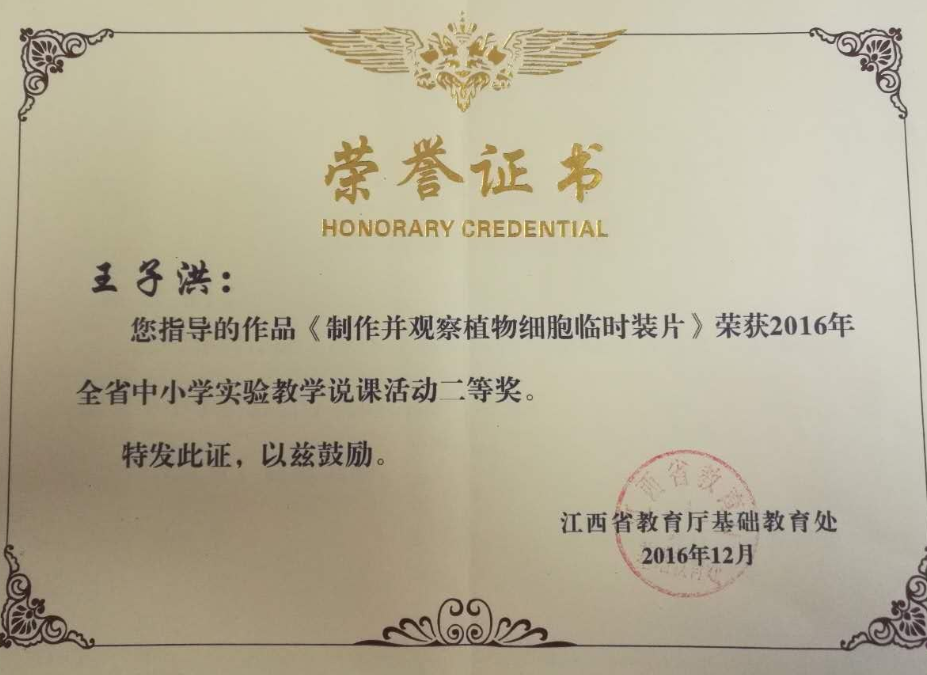 荣誉证书
HONORARY CREDENTIAL
王子洪：
您指导的作品《制作并观察植物细胞临时装片》荣获2016年
全省中小学实验教学说课活动二等奖。
特发此证，以兹鼓励。
江西省教育厅基础教育处
2016年12月